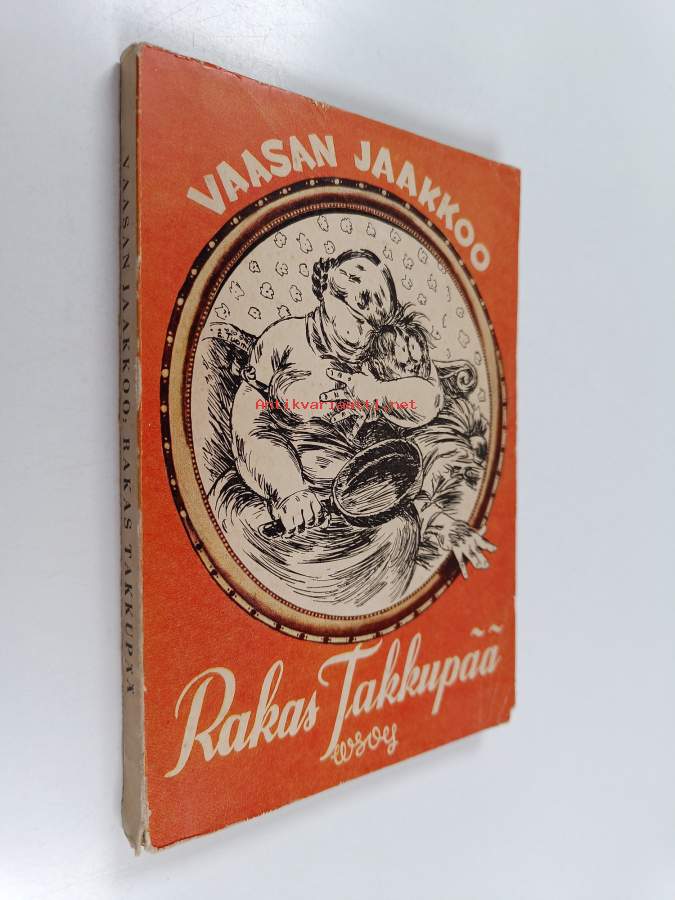 VAASAN JAAKKOO
Rakas Takkupää
wsoy
VAASAN JAAKKOO: RAKAS TAKKUPÄÄ
Antikvariaatti.net